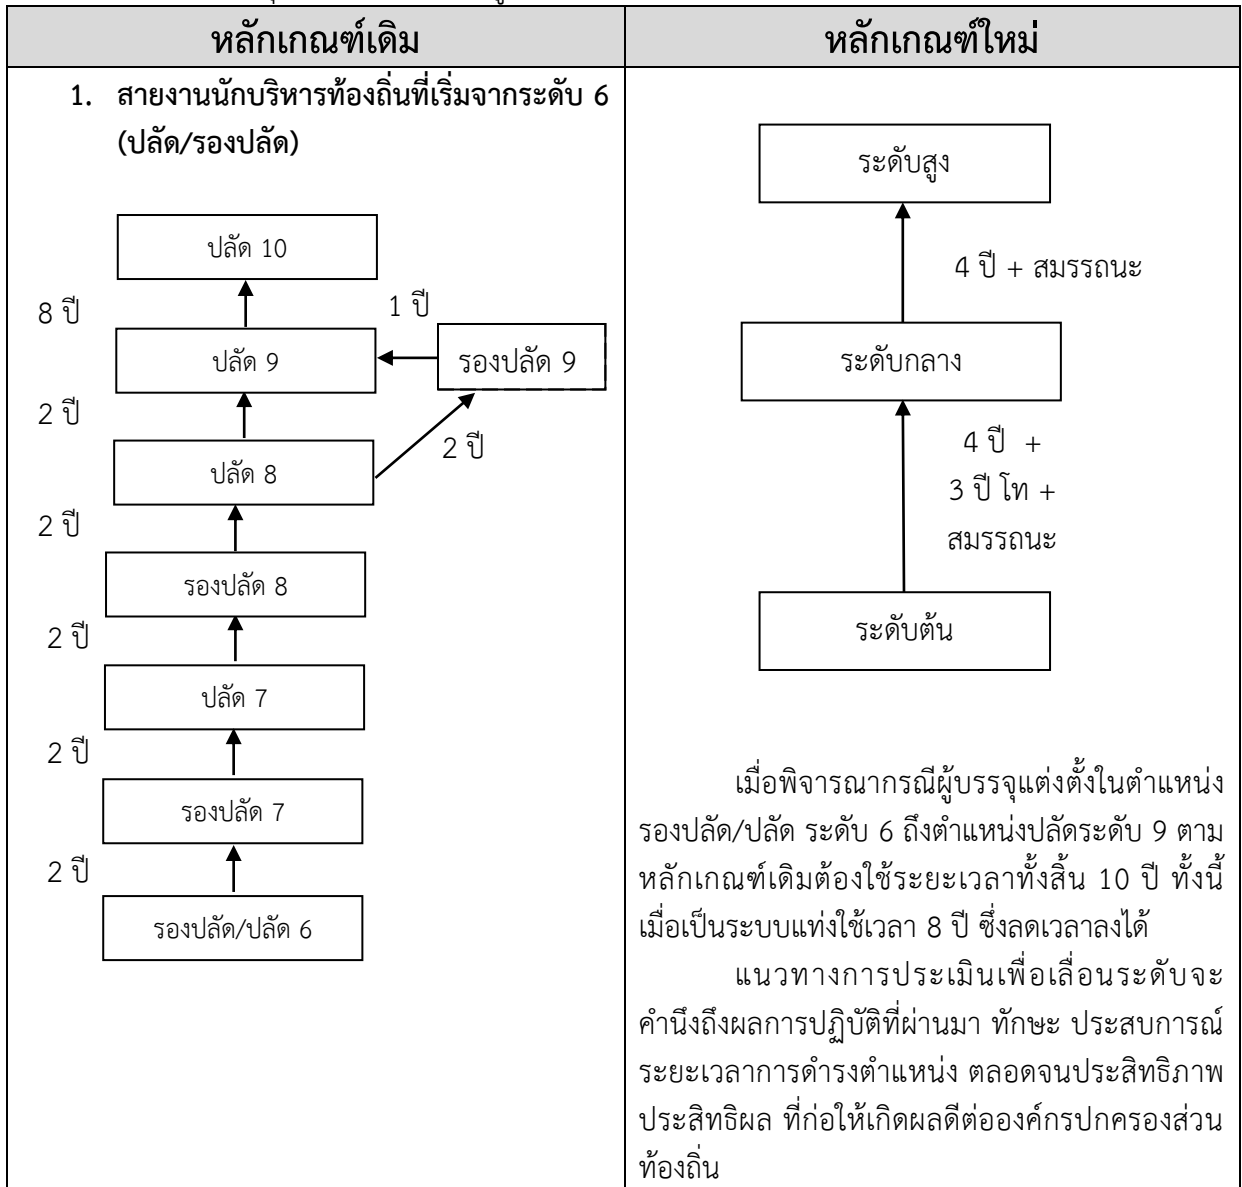 หลักเกณฑ์เดิม
หลักเกณฑ์ใหม่
1. สายงานนักบริหารท้องถิ่นที่เริ่มจากระดับ 6
(ปลัด/รองปลัด)
ปลัด 10
8 ปี
1 ปี
ปลัด 9
รองปลัด 9
2 ปี
2 ปี
ปลัด 8
2 ปี
รองปลัด 8
2 ปี
ปลัด 7
2 ปี
รองปลัด 7
2 ปี
รองปลัด/ปลัด 6
ระดับสูง
4 ปี + สมรรถนะ
ระดับกลาง
4 ปี +
3 ปี โท +
สมรรถนะ
ระดับต้น
เมื่อพิจารณากรณีผู้บรรจุแต่งตั้งในตำแหน่ง
รองปลัด/ปลัด ระดับ 6 ถึงตำแหน่งปลัดระดับ 9 ตาม
หลักเกณฑ์เดิมต้องใช้ระยะเวลาทั้งสิ้น 10 ปี ทั้งนี้
เมื่อเป็นระบบแท่งใช้เวลา 8 ปี ซึ่งลดเวลาลงได้
แนวทางการประเมินเพื่อเลื่อนระดับจะ
คำนึงถึงผลการปฏิบัติที่ผ่านมา ทักษะ ประสบการณ์
ระยะเวลาการดำรงตำแหน่ง ตลอดจนประสิทธิภาพ
ประสิทธิผล ที่ก่อให้เกิดผลดีต่อองค์กรปกครองส่วน
ท้องถิ่น